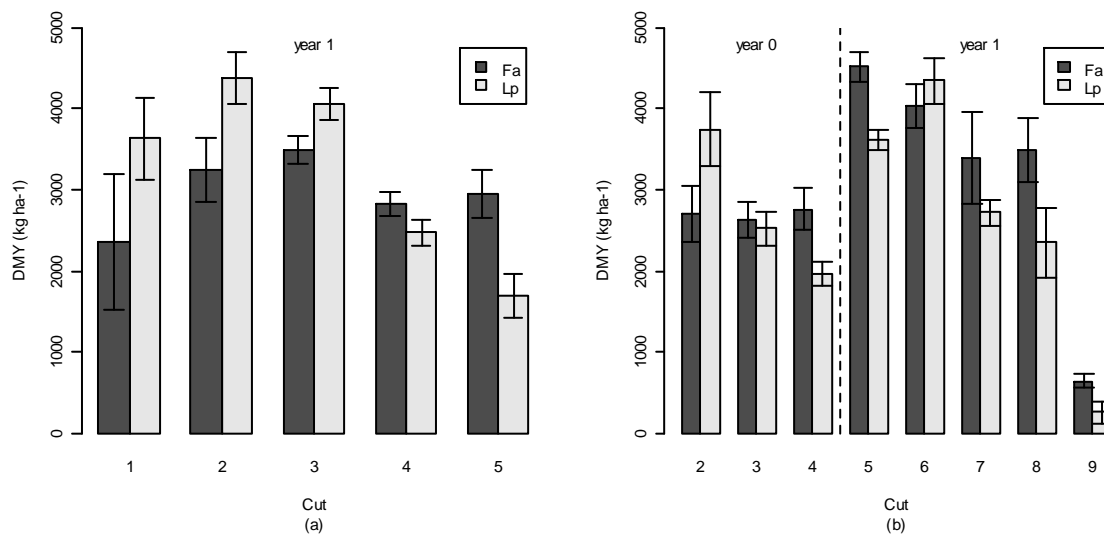 5000
4000
3000
2000
1000
0
DMY (kg ha-1)
year 1
Fa
Lp
1 2 3 4 5
Cut
(a)
5000
4000
3000
2000
1000
0
DMY (kg ha-1)
year 0 year 1
Fa
Lp
2 3 4 5 6 7 8 9
Cut
(b)